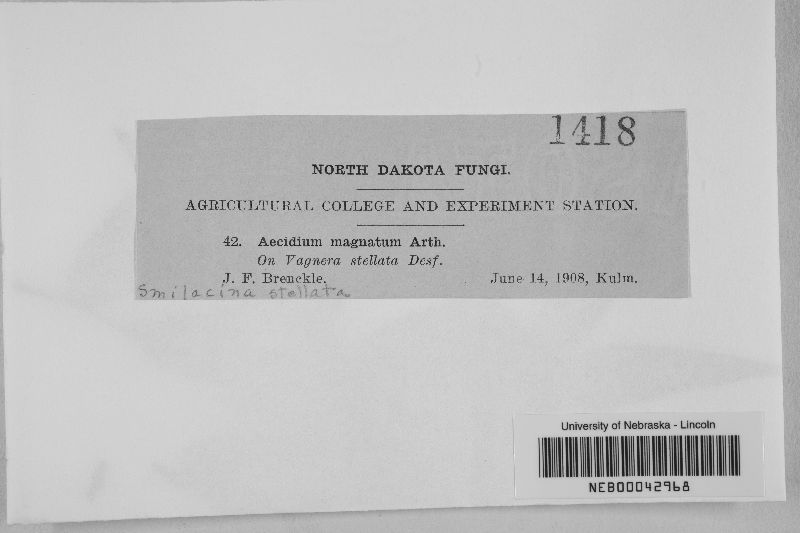 1418
NORTH DAKOTA FUNGI.
AGRICULTURAL COLLEGE AND EXPERIMENT STATION.
42. Aecidium magnatum Arth.
On Vagnera stellata Desf.
J. F. Brenckle. June 14, 1908, Kulm.
Smilacina stellata
University of Nebraska - Lincoln
NEB00042968